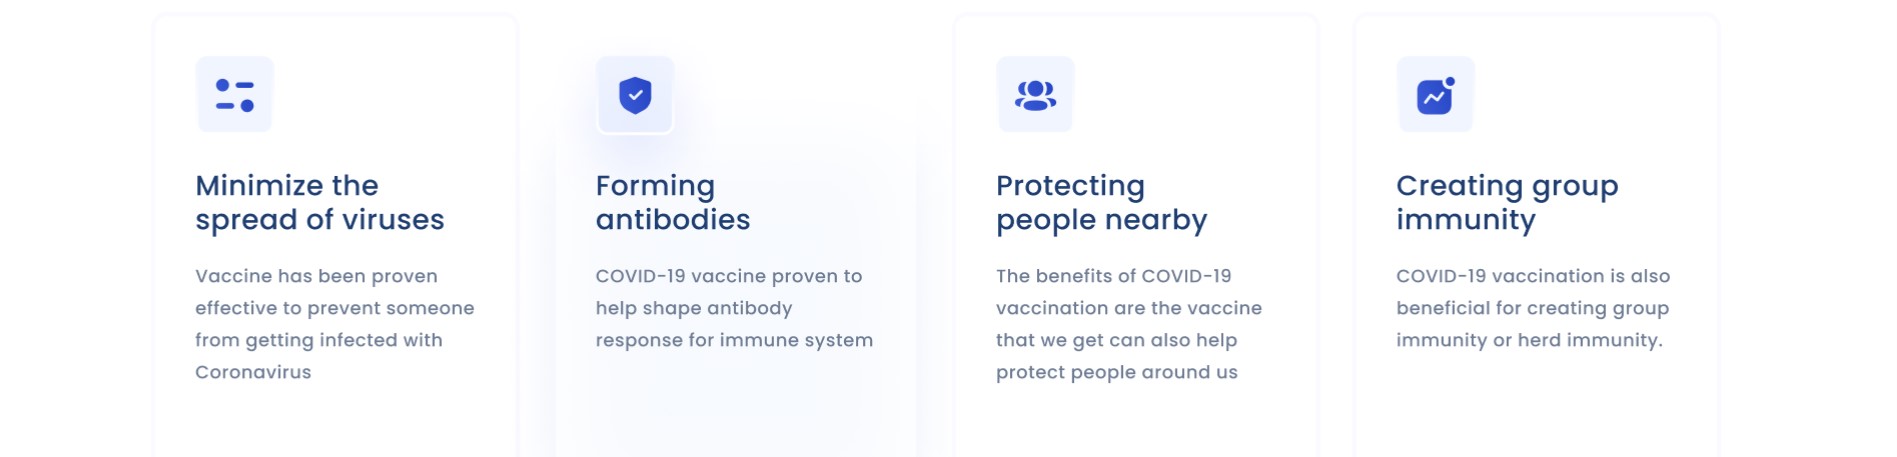 Minimize the
spread of viruses
Vaccine has been proven
effective to prevent someone
from getting infected with
Coronavirus
Forming
antibodies
COVID-19 vaccine proven to
help shape antibody
response for immune system
Protecting
people nearby
The benefits of COVID-19
vaccination are the vaccine
that we get can also help
protect people around us
Creating group
immunity
COVID-19 vaccination is also
beneficial for creating group
immunity or herd immunity.